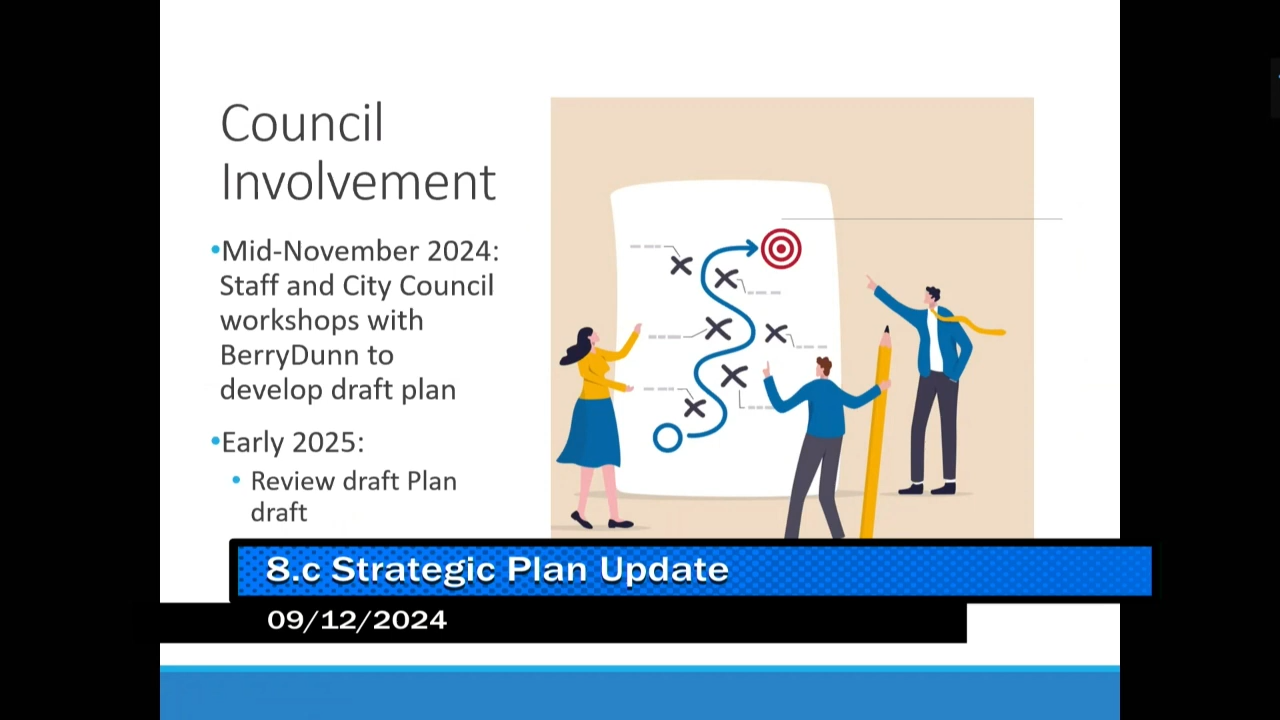 Council
Involvement
•Mid-November 2024:
Staff and City Council
workshops with
BerryDunn to
develop draft plan
•Early 2025:
• Review draft Plan
draft
8.c Strategic Plan Update
09/12/2024